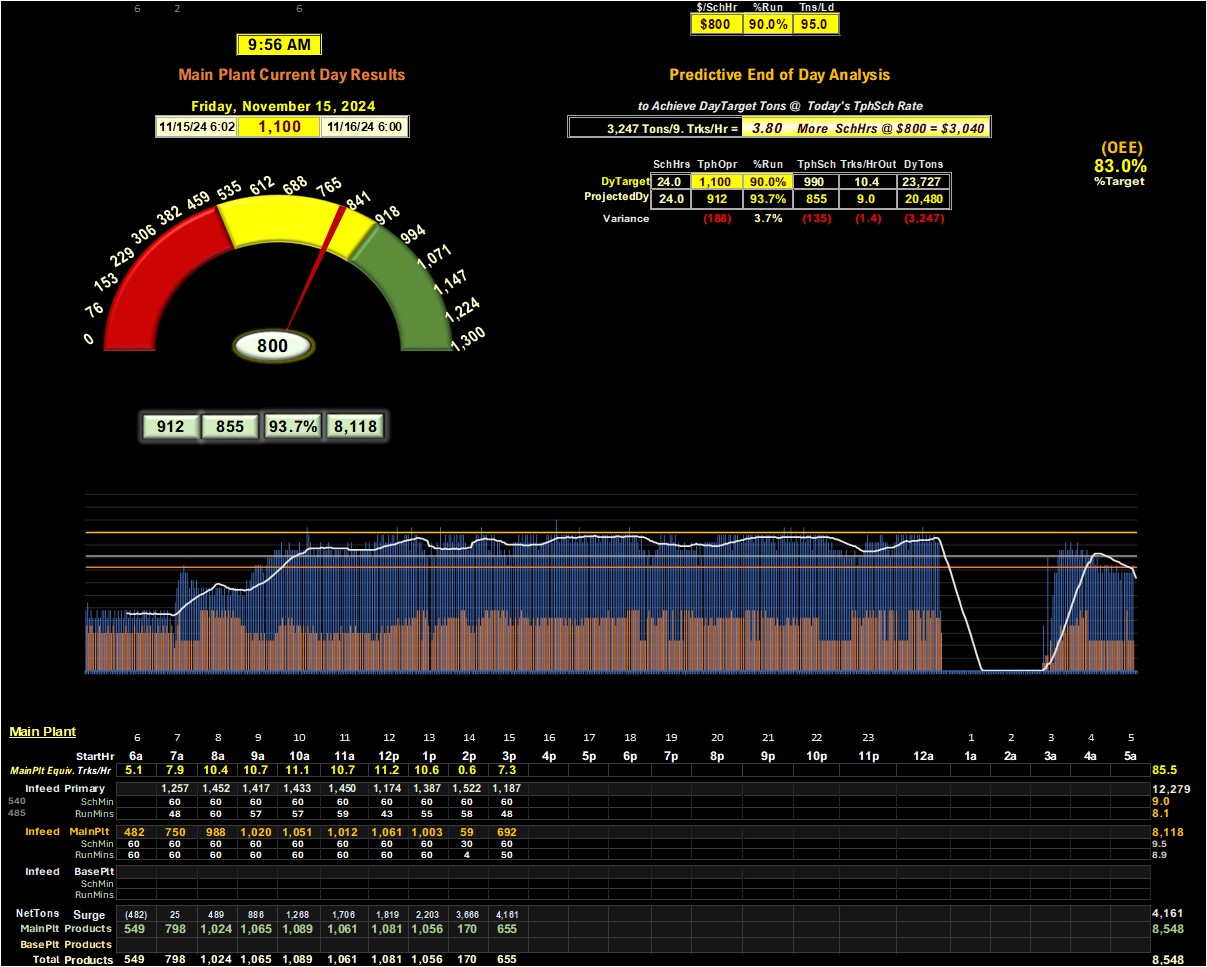 6 2 6
$/SchHr %Run Tns/Ld
$800 90.0% 95.0
9:56 AM
Main Plant Current Day Results
Predictive End of Day Analysis
Friday, November 15, 2024
to Achieve DayTarget Tons @ Today's TphSch Rate
11/15/24 6:02 1,100 11/16/24 6:00
3,247 Tons/9. Trks/Hr = 3.80 More SchHrs @ $800 = $3,040
(OEE)
83.0%
%Target
SchHrs TphOpr %Run TphSch Trks/HrOut DyTons
DyTarget 24.0 1,100 90.0% 990 10.4 23,727
ProjectedDy 24.0 912 93.7% 855 9.0 20,480
Variance (188) 3.7% (135) (1.4) (3,247)
0 76 153 229 306 382 459 535 612 688 765 841 918 994 1,071 1,147 1,224 1,300
800
912 855 93.7% 8,118
Main Plant
6 7 8 9 10 11 12 13 14 15 16 17 18 19 20 21 22 23 1 2 3 4 5
StartHr 6a 7a 8a 9a 10a 11a 12p 1p 2p 3p 4p 5p 6p 7p 8p 9p 10p 11p 12a 1a 2a 3a 4a 5a
MainPlt Equiv. Trks/Hr 5.1 7.9 10.4 10.7 11.1 10.7 11.2 10.6 0.6 7.3 85.5
Infeed Primary 1,257 1,452 1,417 1,433 1,450 1,174 1,387 1,522 1,187 12,279
540 SchMin 60 60 60 60 60 60 60 60 60 9.0
485 RunMins 48 60 57 57 59 43 55 58 48 8.1
Infeed MainPlt 482 750 988 1,020 1,051 1,012 1,061 1,003 59 692 8,118
SchMin 60 60 60 60 60 60 60 60 30 60 9.5
RunMins 60 60 60 60 60 60 60 60 4 50 8.9
Infeed BasePlt
SchMin
RunMins
NetTons Surge (482) 25 489 886 1,268 1,706 1,819 2,203 3,666 4,161 4,161
MainPlt Products 549 798 1,024 1,065 1,089 1,061 1,081 1,056 170 655 8,548
BasePlt Products
Total Products 549 798 1,024 1,065 1,089 1,061 1,081 1,056 170 655 8,548